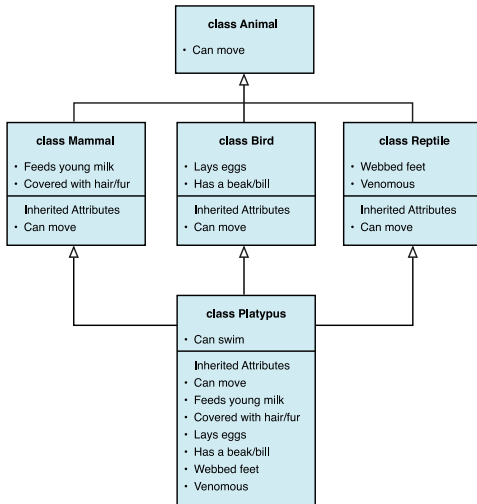 class Animal
• Can move
class Mammal
• Feeds young milk
• Covered with hair/fur
Inherited Attributes
• Can move
class Bird
• Lays eggs
• Has a beak/bill
Inherited Attributes
• Can move
class Reptile
• Webbed feet
• Venomous
Inherited Attributes
• Can move
class Platypus
• Can swim
Inherited Attributes
• Can move
• Feeds young milk
• Covered with hair/fur
• Lays eggs
• Has a beak/bill
• Webbed feet
• Venomous